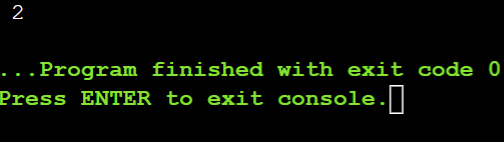 2
...Program finished with exit code 0
Press ENTER to exit console.